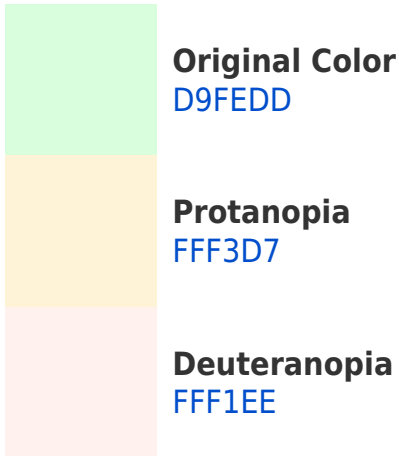 Original Color
D9FEDD
Protanopia
FFF3D7
Deuteranopia
FFF1EE